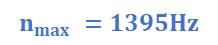 nmax = 1395Hz